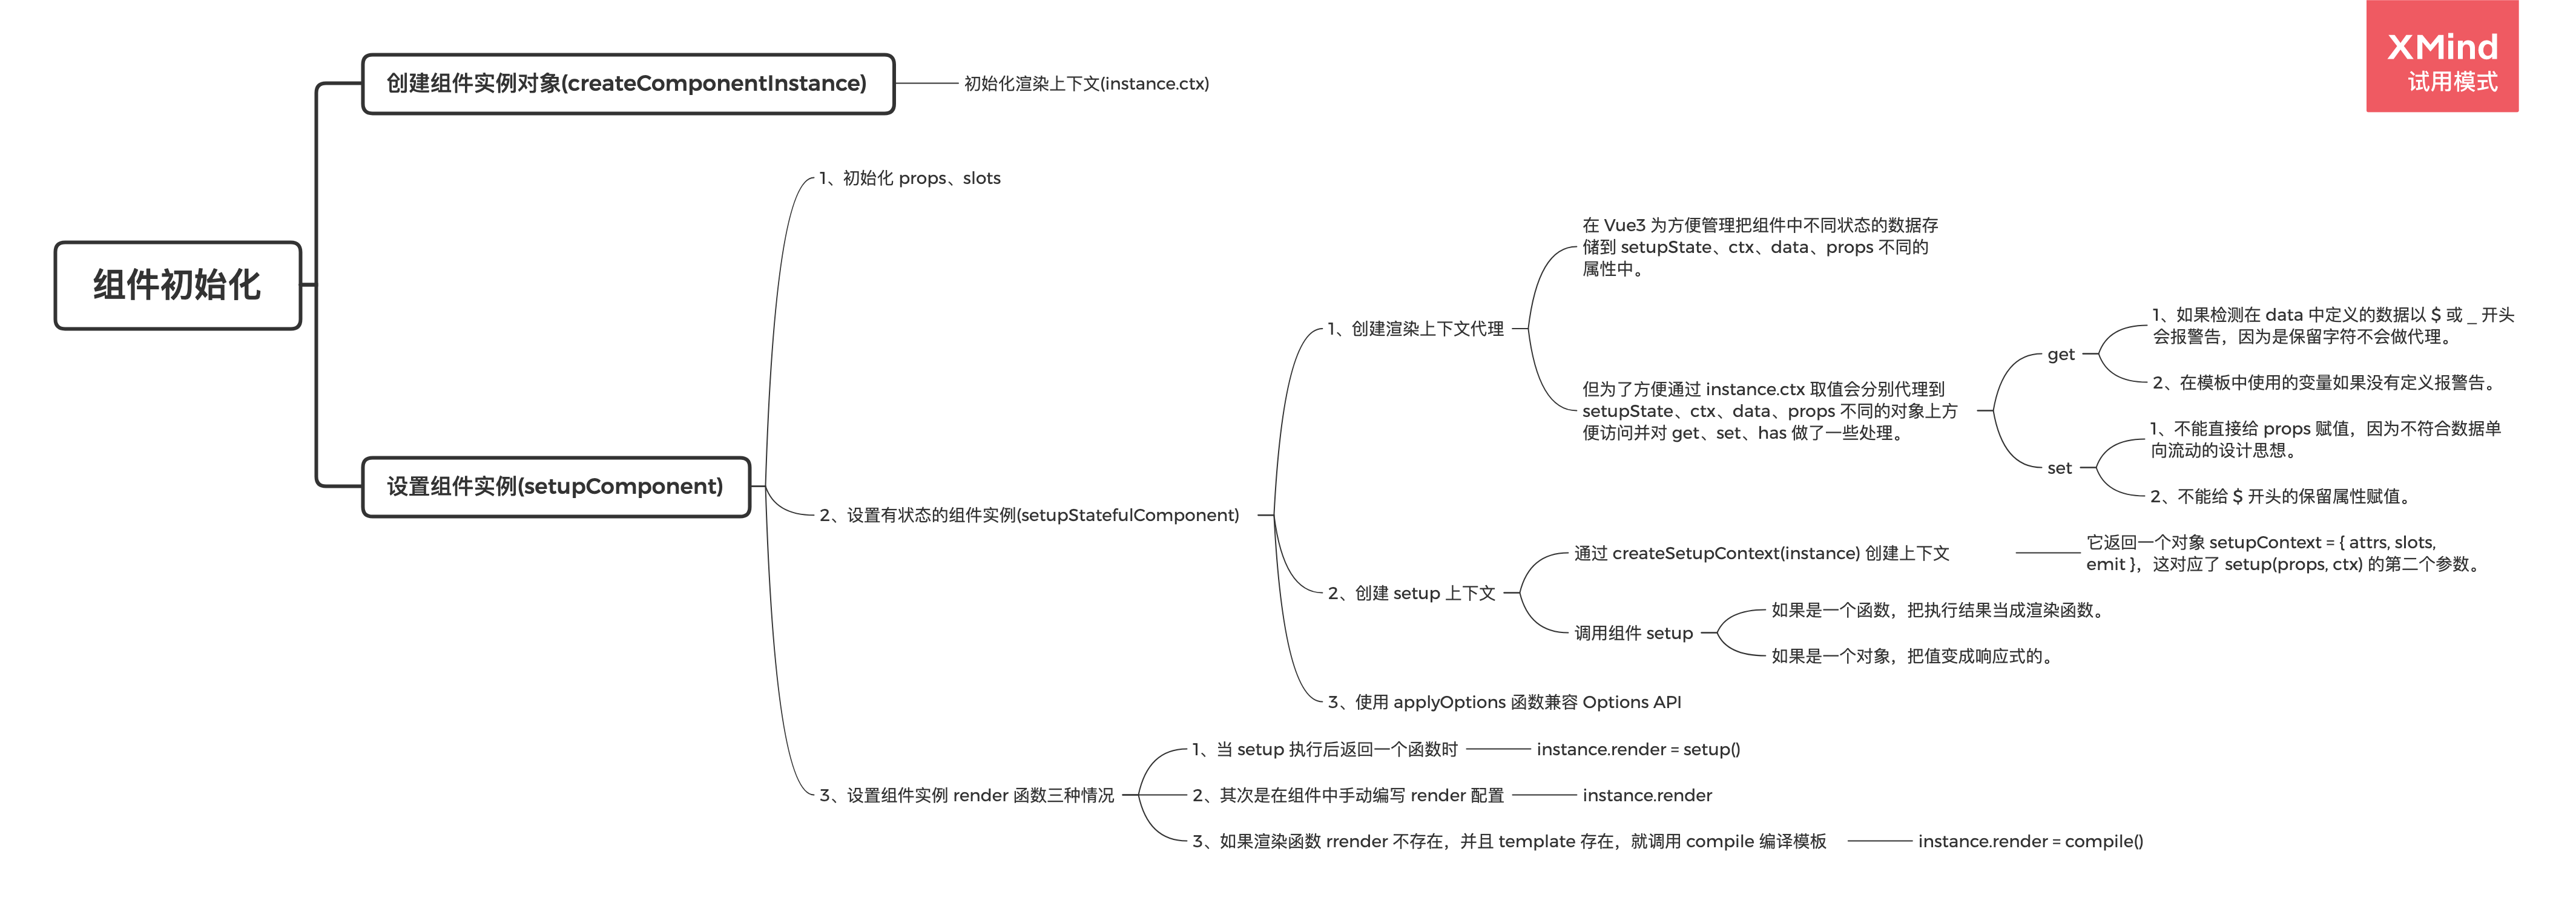 XMind
试用模式
组件初始化
创建组件实例对象(createComponentInstance)
初始化渲染上下文(instance.ctx)
设置组件实例(setupComponent)
1、初始化 props、slots
2、设置有状态的组件实例(setupStatefulComponent)
1、创建渲染上下文代理
在 Vue3 为方便管理把组件中不同状态的数据存
储到 setupState、ctx、data、props 不同的
属性中。
但为了方便通过 instance.ctx 取值会分别代理到
setupState、ctx、data、props 不同的对象上方
便访问并对 get、set、has 做了一些处理。
get
1、如果检测在 data 中定义的数据以 $ 或 _ 开头
会报警告，因为是保留字符不会做代理。
2、在模板中使用的变量如果没有定义报警告。
set
1、不能直接给 props 赋值，因为不符合数据单
向流动的设计思想。
2、不能给 $ 开头的保留属性赋值。
2、创建 setup 上下文
通过 createSetupContext(instance) 创建上下文
它返回一个对象 setupContext = { attrs, slots,
emit }，这对应了 setup(props, ctx) 的第二个参数。
调用组件 setup
如果是一个函数，把执行结果当成渲染函数。
如果是一个对象，把值变成响应式的。
3、使用 applyOptions 函数兼容 Options API
3、设置组件实例 render 函数三种情况
1、当 setup 执行后返回一个函数时
instance.render = setup()
2、其次是在组件中手动编写 render 配置
instance.render
3、如果渲染函数 rrender 不存在，并且 template 存在，就调用 compile 编译模板
instance.render = compile()